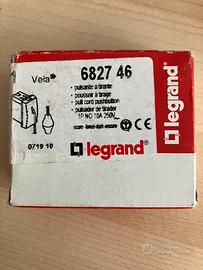 Vela®
6827 46
pulsante a tirante
pousser à tirage
pull cord pushbutton
pulsador de tirador
1P NO 10A 250V
legrand®
0719 10
legrand